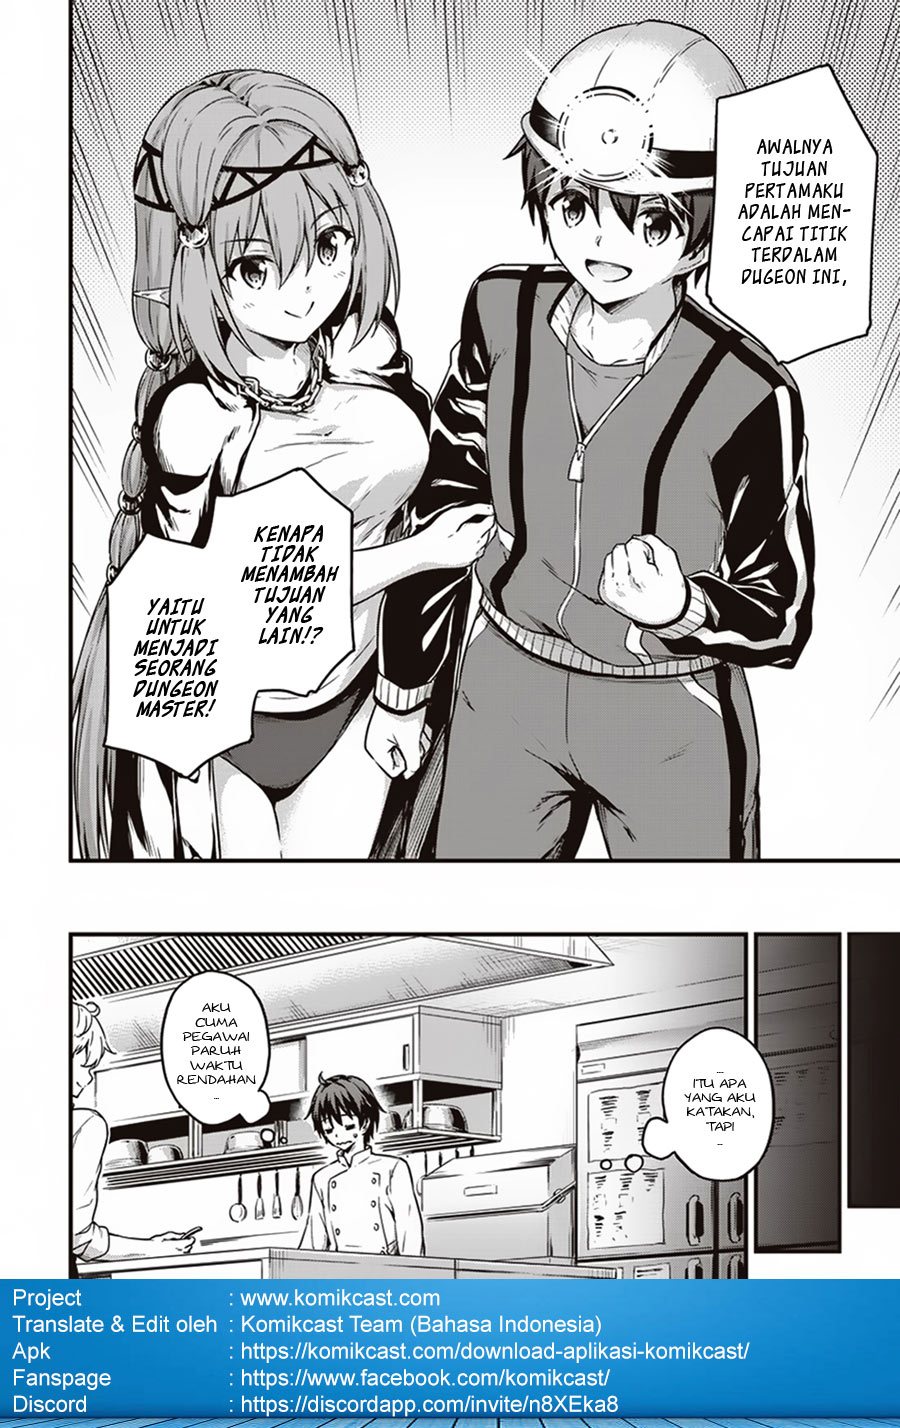 AWALNYA
TUJUAN
PERTAMAKU
ADALAH MEN-
CAPAI TITIK
TERDALAM
DUGEON INI,
KENAPA
TIDAK
MENAMBAH
TUJUAN
YANG
LAIN!?
YAITU
UNTUK
MENJADI
SEORANG
DUNGEON
MASTER!
...
ITU APA
YANG AKU
KATAKAN,
TAPI
...
AKU
CUMA
PEGAWAI
PARUH
WAKTU
RENDAHAN
...
Project : www.komikcast.com
Translate & Edit oleh : Komikcast Team (Bahasa Indonesia)
Apk : https://komikcast.com/download-aplikasi-komikcast/
Fanspage : https://www.facebook.com/komikcast/
Discord : https://discordapp.com/invite/n8XEka8